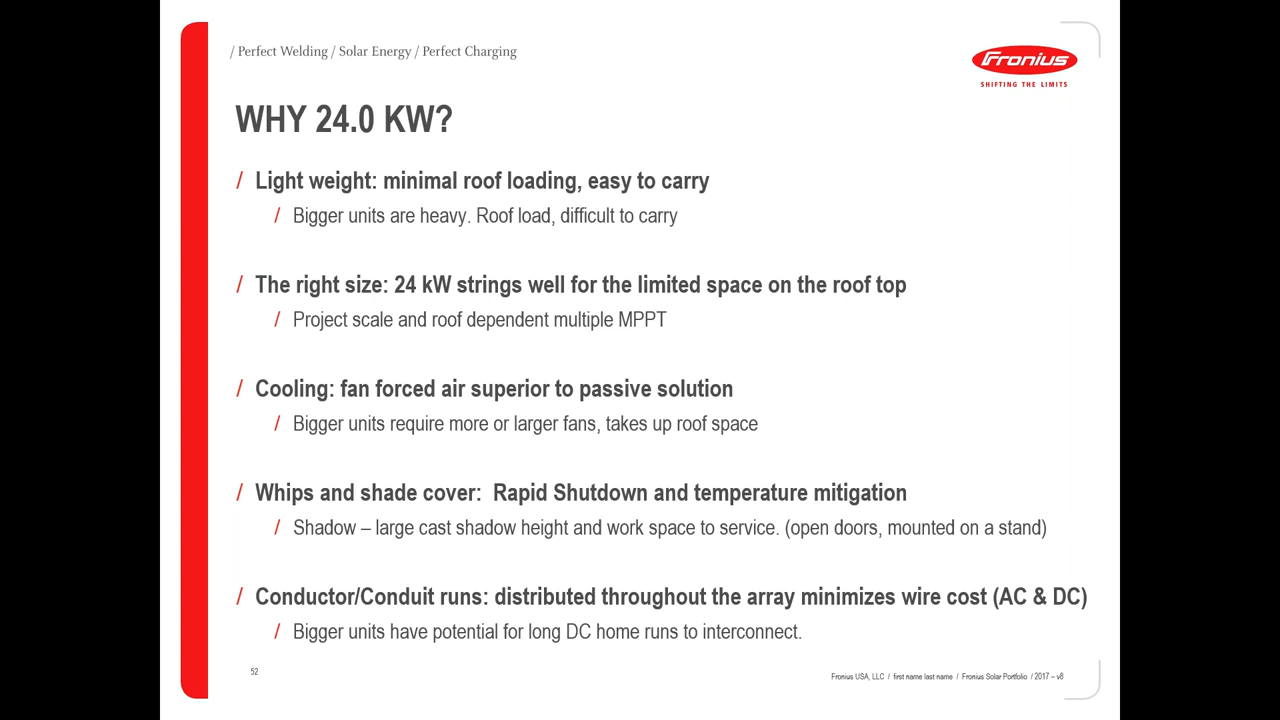 / Perfect Welding / Solar Energy / Perfect Charging
Fronius
SHIFTING THE LIMITS
WHY 24.0 KW?
/ Light weight: minimal roof loading, easy to carry
/ Bigger units are heavy. Roof load, difficult to carry
/ The right size: 24 kW strings well for the limited space on the roof top
/ Project scale and roof dependent multiple MPPT
/ Cooling: fan forced air superior to passive solution
/ Bigger units require more or larger fans, takes up roof space
/ Whips and shade cover:  Rapid Shutdown and temperature mitigation
/ Shadow – large cast shadow height and work space to service. (open doors, mounted on a stand)
/ Conductor/Conduit runs: distributed throughout the array minimizes wire cost (AC & DC)
/ Bigger units have potential for long DC home runs to interconnect.
52
Fronius USA, LLC / first name last name / Fronius Solar Portfolio / 2017 – v6